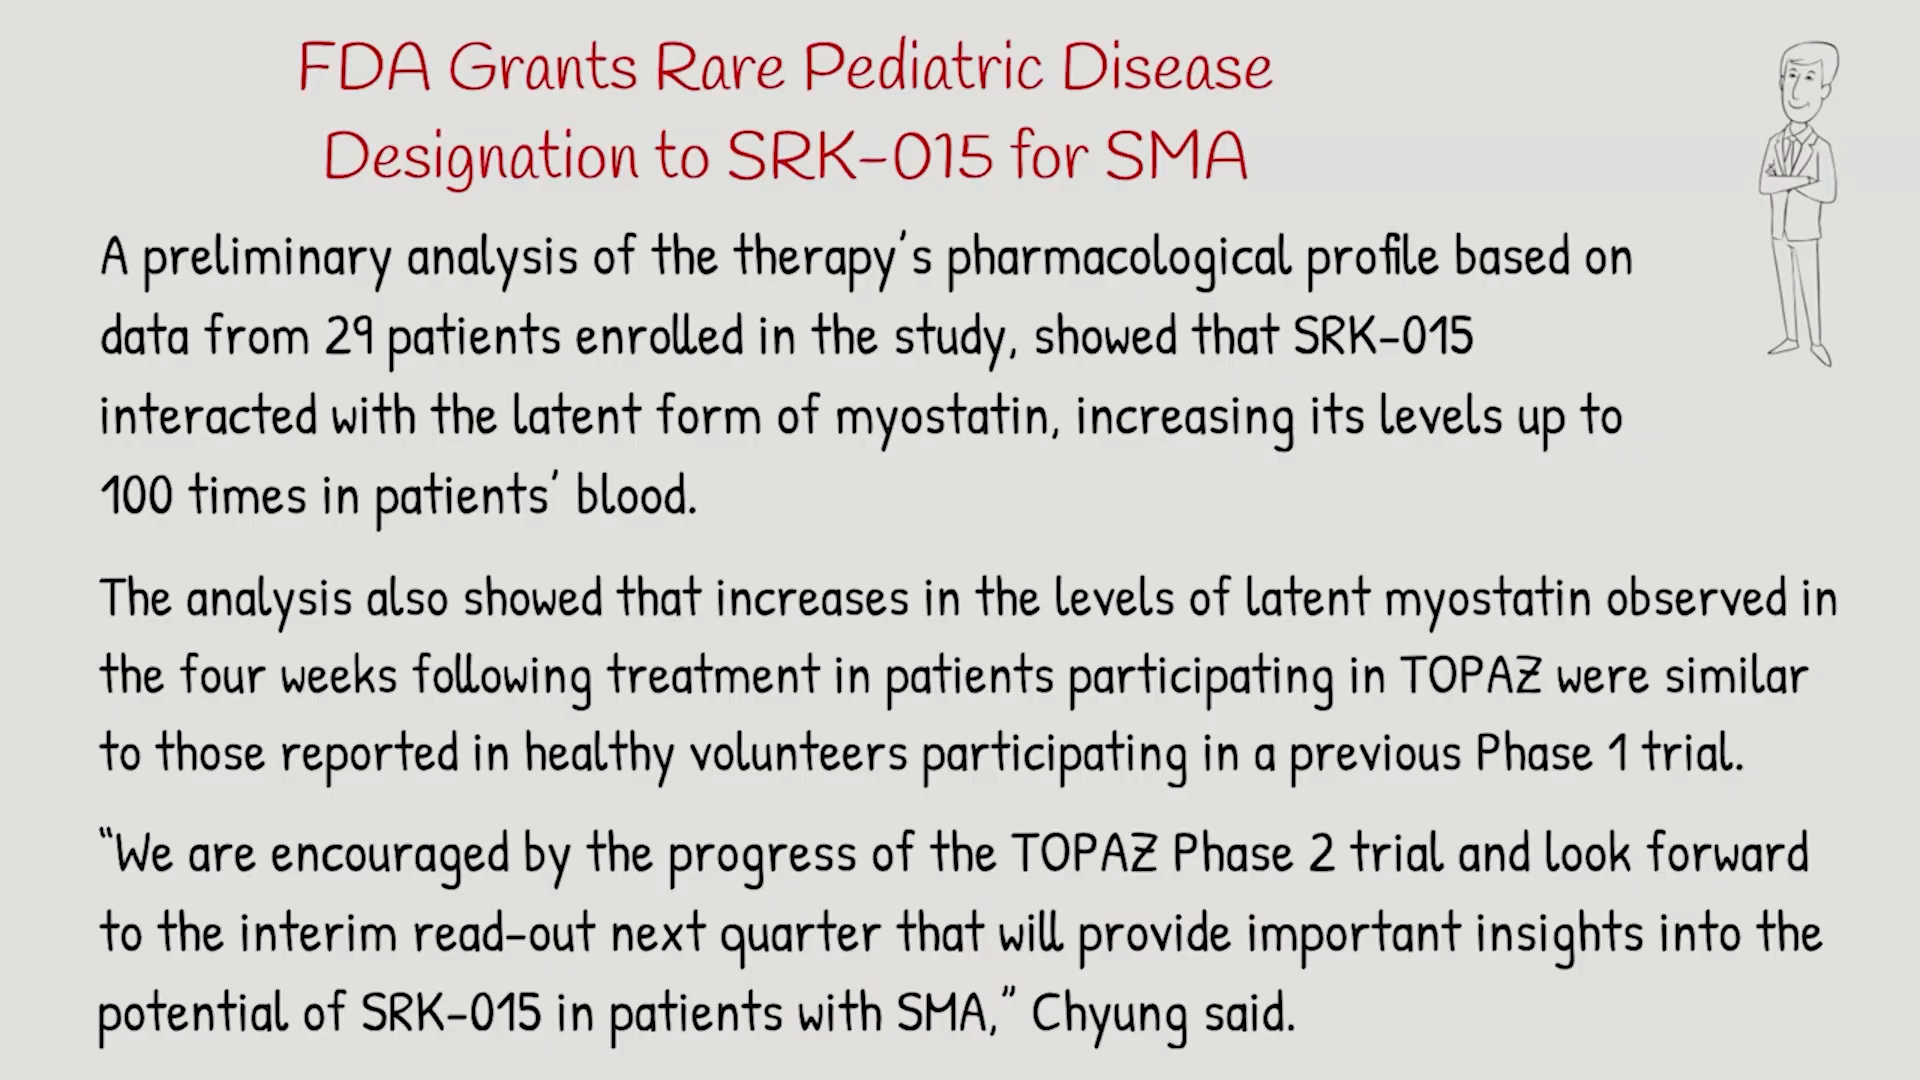 FDA Grants Rare Pediatric Disease
Designation to SRK-015 for SMA
A preliminary analysis of the therapy's pharmacological profile based on
data from 29 patients enrolled in the study, showed that SRK-015
interacted with the latent form of myostatin, increasing its levels up to
100 times in patients' blood.
The analysis also showed that increases in the levels of latent myostatin observed in
the four weeks following treatment in patients participating in TOPAZ were similar
to those reported in healthy volunteers participating in a previous Phase 1 trial.
“We are encouraged by the progress of the TOPAZ Phase 2 trial and look forward
to the interim read-out next quarter that will provide important insights into the
potential of SRK-015 in patients with SMA,” Chyung said.